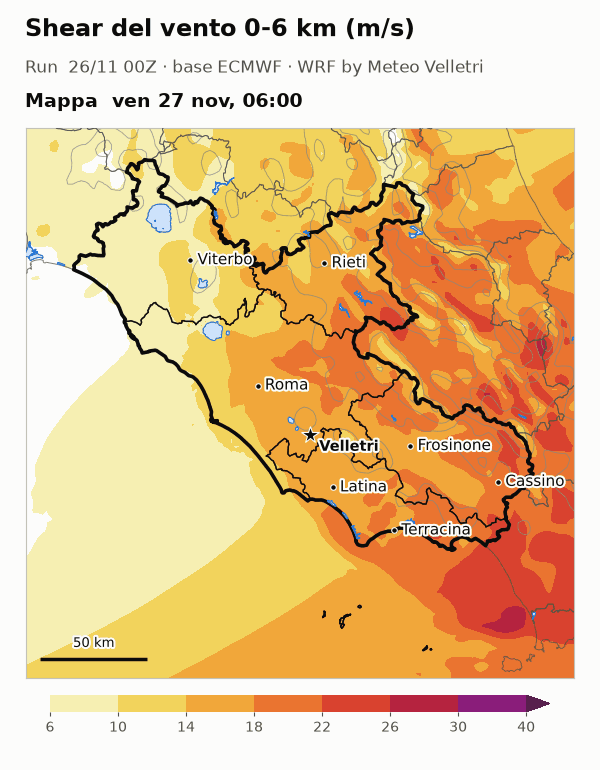 Shear del vento 0-6 km (m/s)
Run  26/11 00Z · base ECMWF · WRF by Meteo Velletri
Mappa  ven 27 nov, 06:00
Viterbo
Rieti
Roma
Velletri
Frosinone
Latina
Cassino
Terracina
50 km
6 10 14 18 22 26 30 40